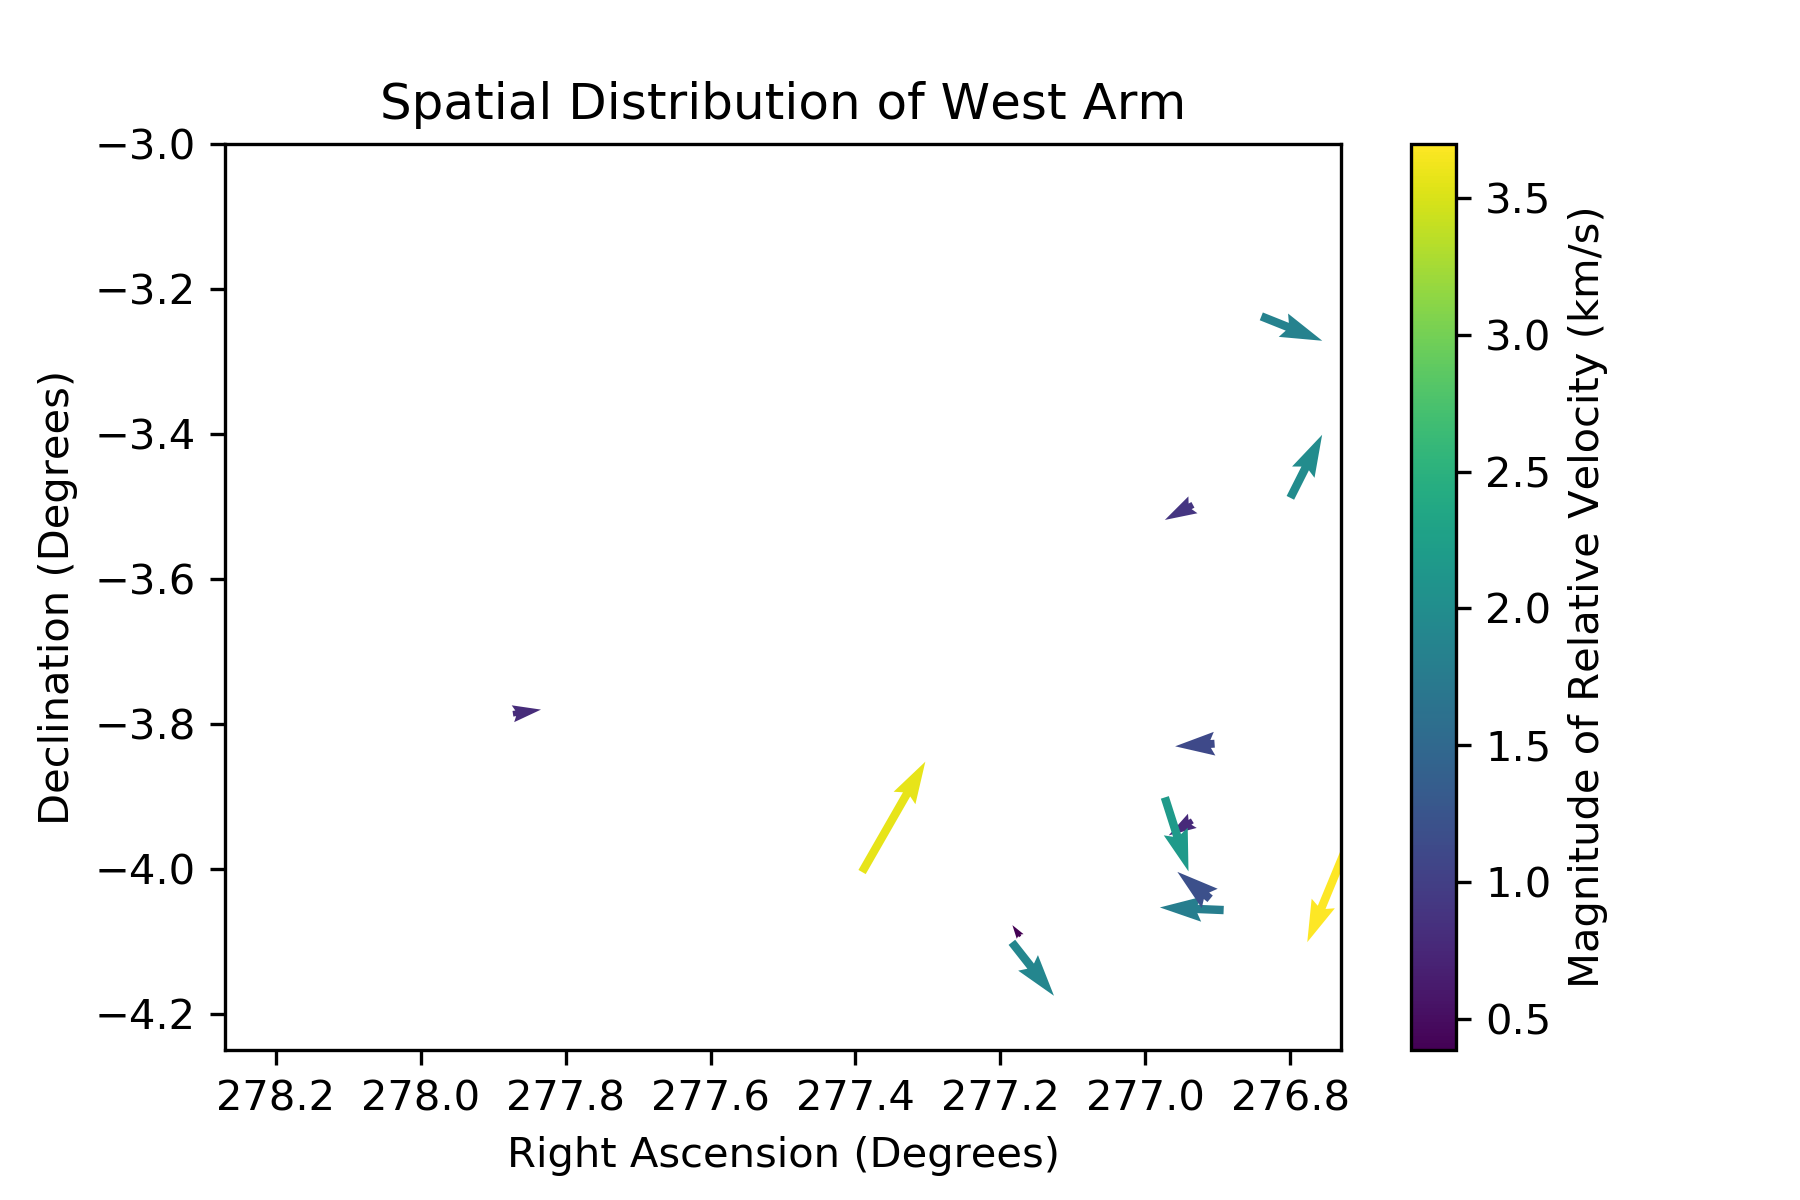 Spatial Distribution of West Arm
−3.0
−3.2
−3.4
−3.6
−3.8
−4.0
−4.2
Declination (Degrees)
278.2 278.0 277.8 277.6 277.4 277.2 277.0 276.8
Right Ascension (Degrees)
3.5
3.0
2.5
2.0
1.5
1.0
0.5
Magnitude of Relative Velocity (km/s)